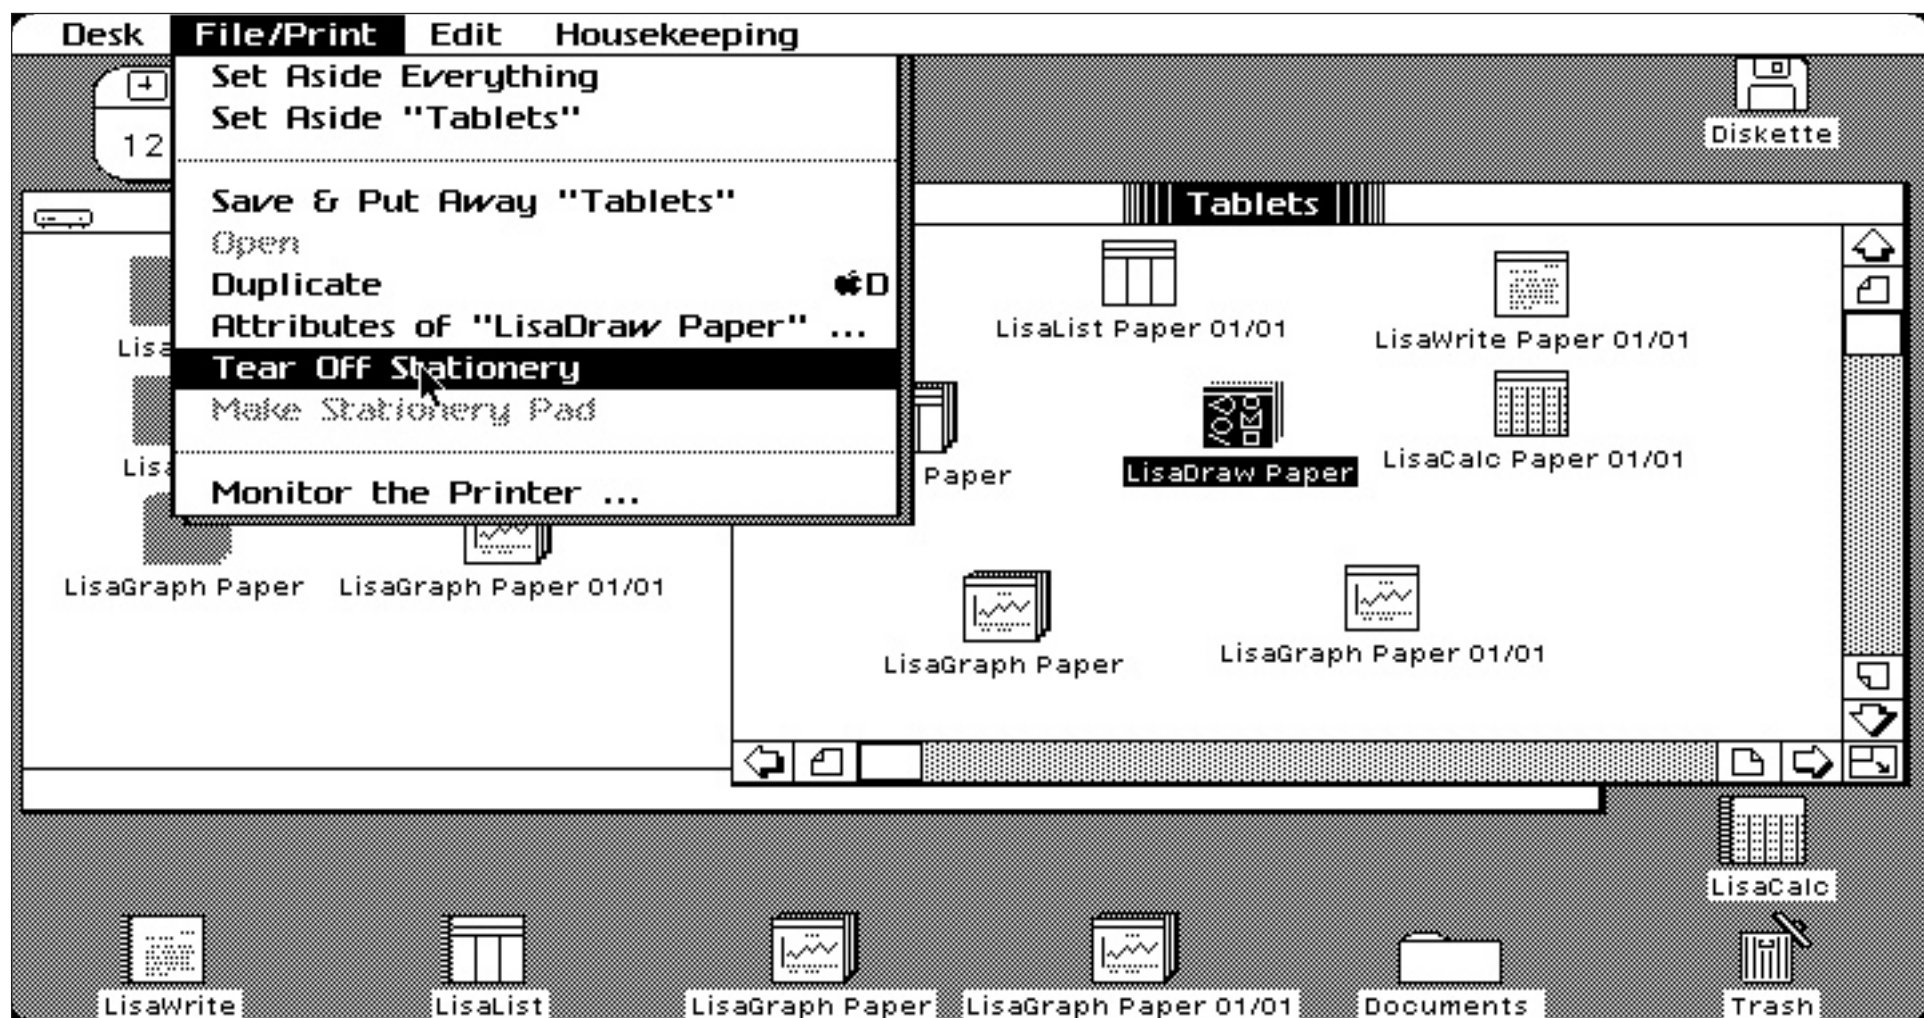 Desk File/Print Edit Housekeeping
Set Aside Everything
Set Aside "Tablets"
Save & Put Away "Tablets"
Open
Duplicate D
Attributes of "LisaDraw Paper" ...
Tear Off Stationery
Make Stationery Pad
Monitor the Printer ...
12
Diskette
Tablets
LisaList Paper 01/01
LisaWrite Paper 01/01
Paper
LisaDraw Paper
LisaCalc Paper 01/01
LisaGraph Paper
LisaGraph Paper 01/01
LisaGraph Paper
LisaGraph Paper 01/01
LisaCalc
LisaWrite
LisaList
LisaGraph Paper
LisaGraph Paper 01/01
Documents
Trash